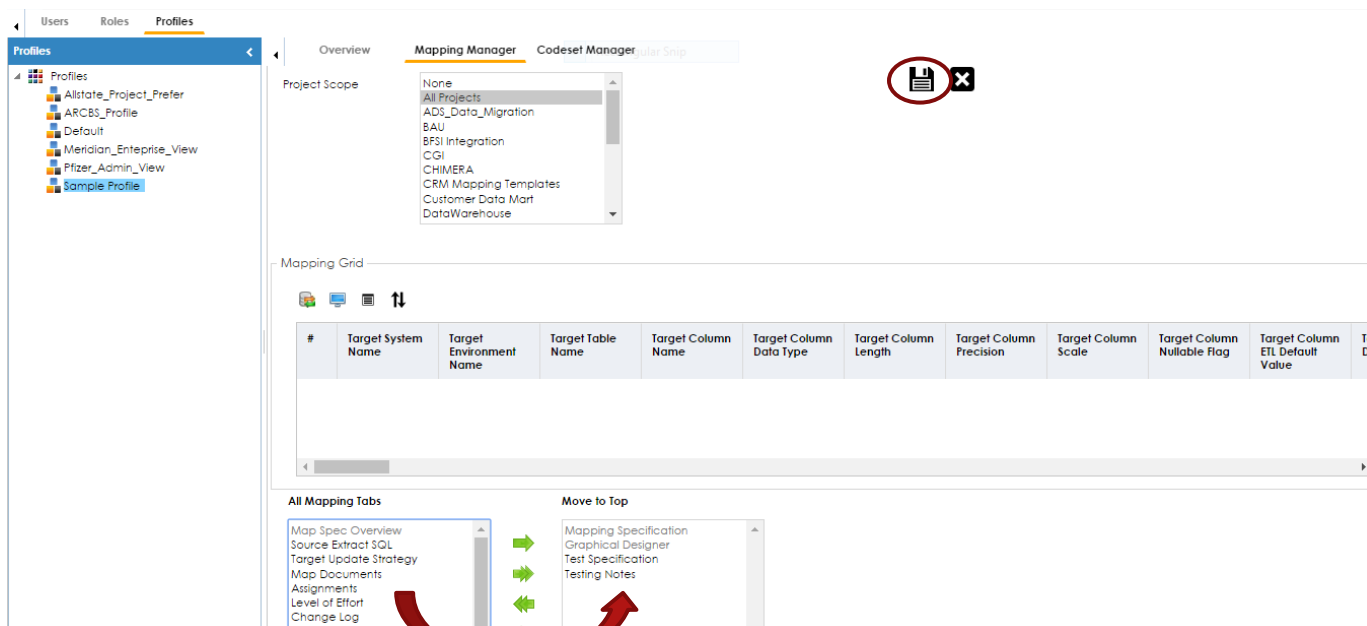 Users Roles Profiles
Profiles
Overview Mapping Manager Codeset Manager
Profiles
Allstate_Project_Prefer
ARCBS_Profile
Default
Meridian_Enteprise_View
Pfizer_Admin_View
Sample Profile
Project Scope
None
All Projects
ADS_Data_Migration
BAU
BFSI Integration
CGI
CHIMERA
CRM Mapping Templates
Customer Data Mart
DataWarehouse
Mapping Grid
#
Target System
Name
Target
Environment
Name
Target Table
Name
Target Column
Name
Target Column
Data Type
Target Column
Length
Target Column
Precision
Target Column
Scale
Target Column
Nullable Flag
Target Column
ETL Default
Value
All Mapping Tabs
Map Spec Overview
Source Extract SQL
Target Update Strategy
Map Documents
Assignments
Level of Effort
Change Log
Move to Top
Mapping Specification
Graphical Designer
Test Specification
Testing Notes